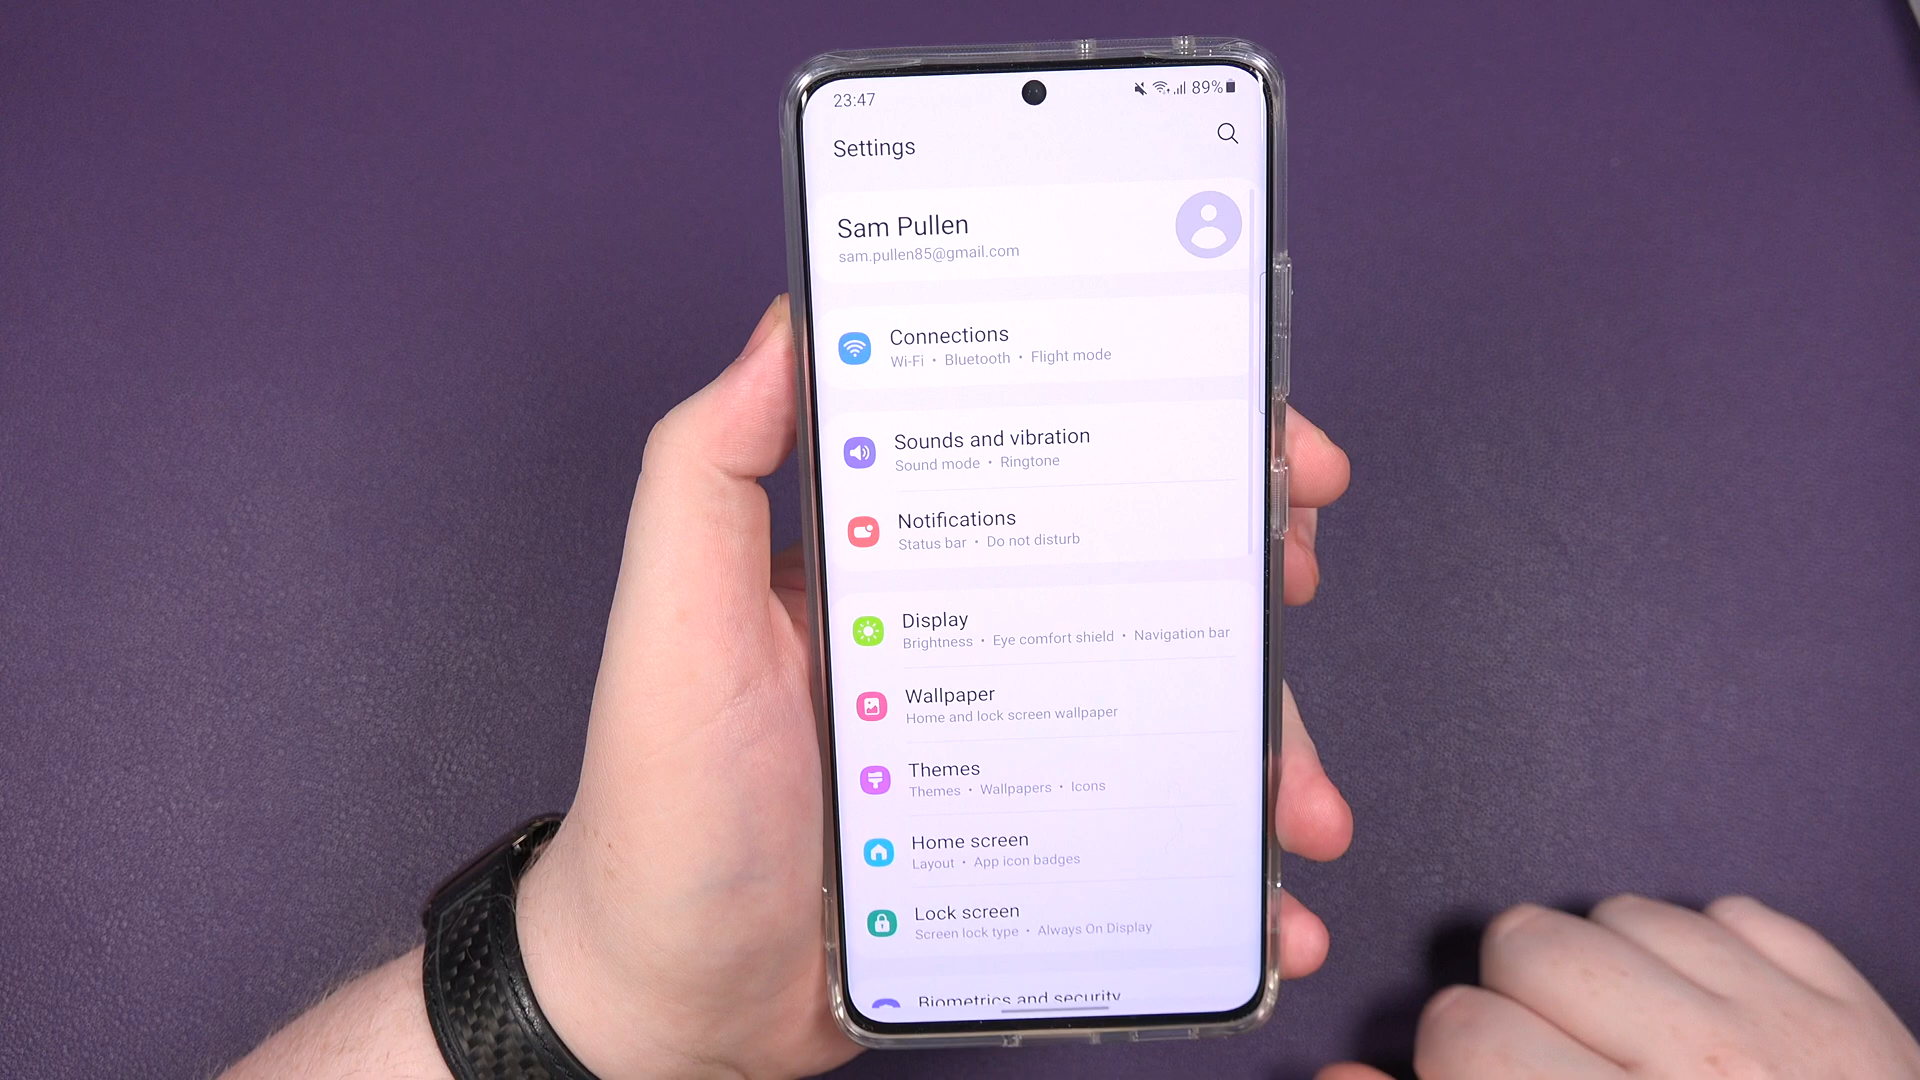 23:47 89%
Settings
Sam Pullen
sam.pullen85@gmail.com
Connections
Wi-Fi • Bluetooth • Flight mode
Sounds and vibration
Sound mode • Ringtone
Notifications
Status bar • Do not disturb
Display
Brightness • Eye comfort shield • Navigation bar
Wallpaper
Home and lock screen wallpaper
Themes
Themes • Wallpapers • Icons
Home screen
Layout • App icon badges
Lock screen
Screen lock type • Always On Display
Biometrics and security